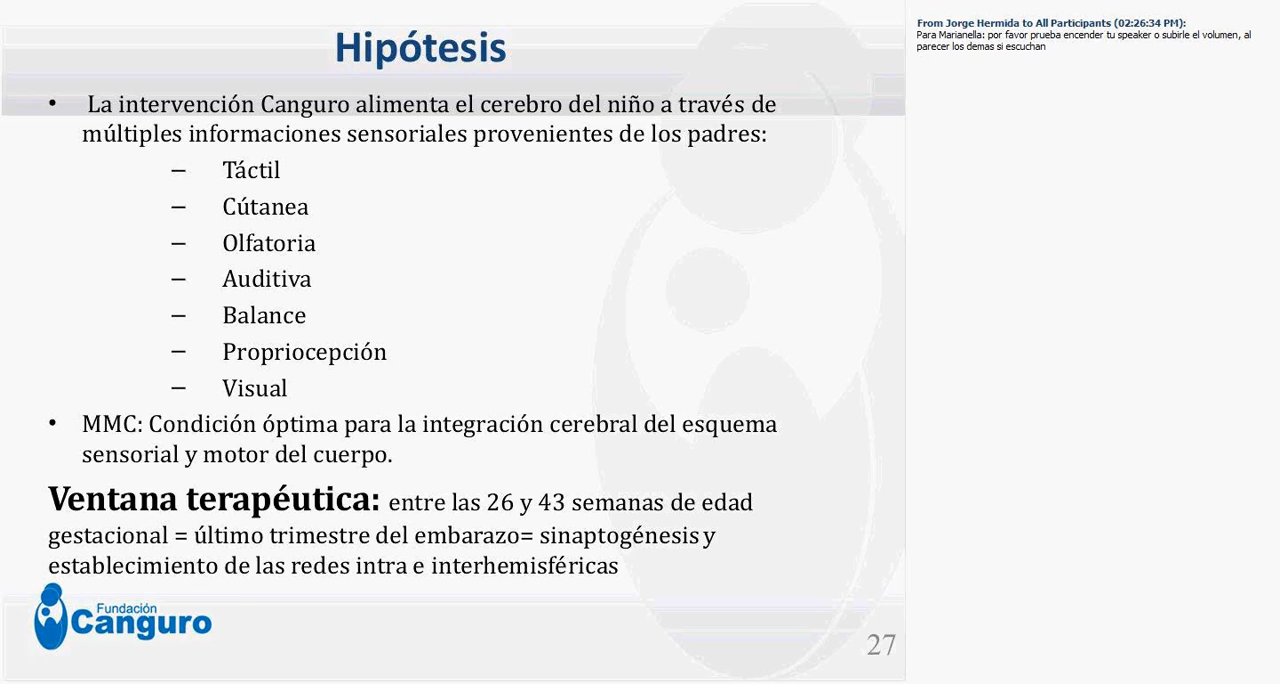 Hipótesis
• La intervención Canguro alimenta el cerebro del niño a través de
múltiples informaciones sensoriales provenientes de los padres:
– Táctil
– Cútanea
– Olfatoria
– Auditiva
– Balance
– Propriocepción
– Visual
• MMC: Condición óptima para la integración cerebral del esquema
sensorial y motor del cuerpo.
Ventana terapéutica: entre las 26 y 43 semanas de edad
gestacional = último trimestre del embarazo= sinaptogénesis y
establecimiento de las redes intra e interhemisféricas
Fundación
Canguro
27
From Jorge Hermida to All Participants (02:26:34 PM):
Para Marianella: por favor prueba encender tu speaker o subirle el volumen, al
parecer los demas si escuchan